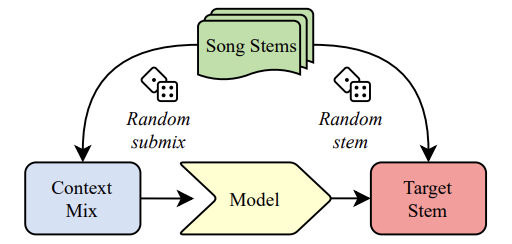 Song Stems
Random
submix
Random
stem
Context
Mix
Model
Target
Stem